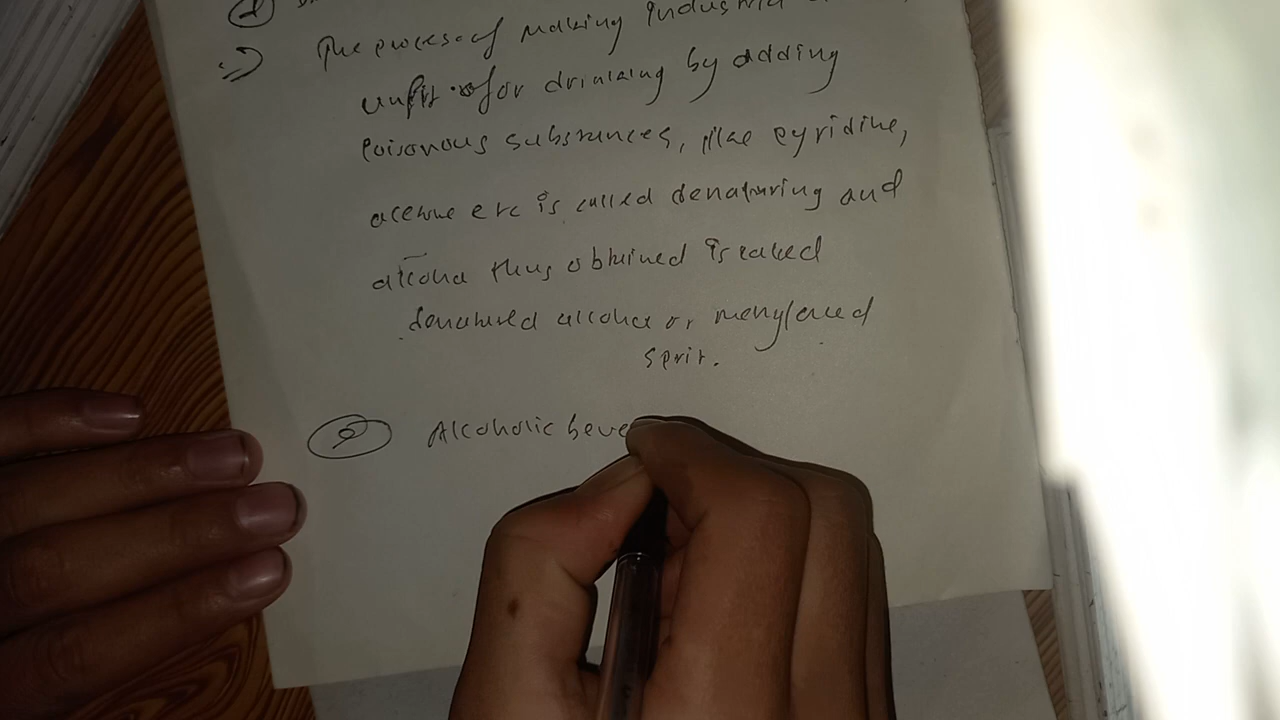 (d)
=) The process of making industrial
unfit for drinking by adding
poisonous substances, like pyridine,
acetone etc is called denaturing and
alcohol thus obtained is called
denatured alcohol or menylated
sprit.
(e) Alcoholic beve